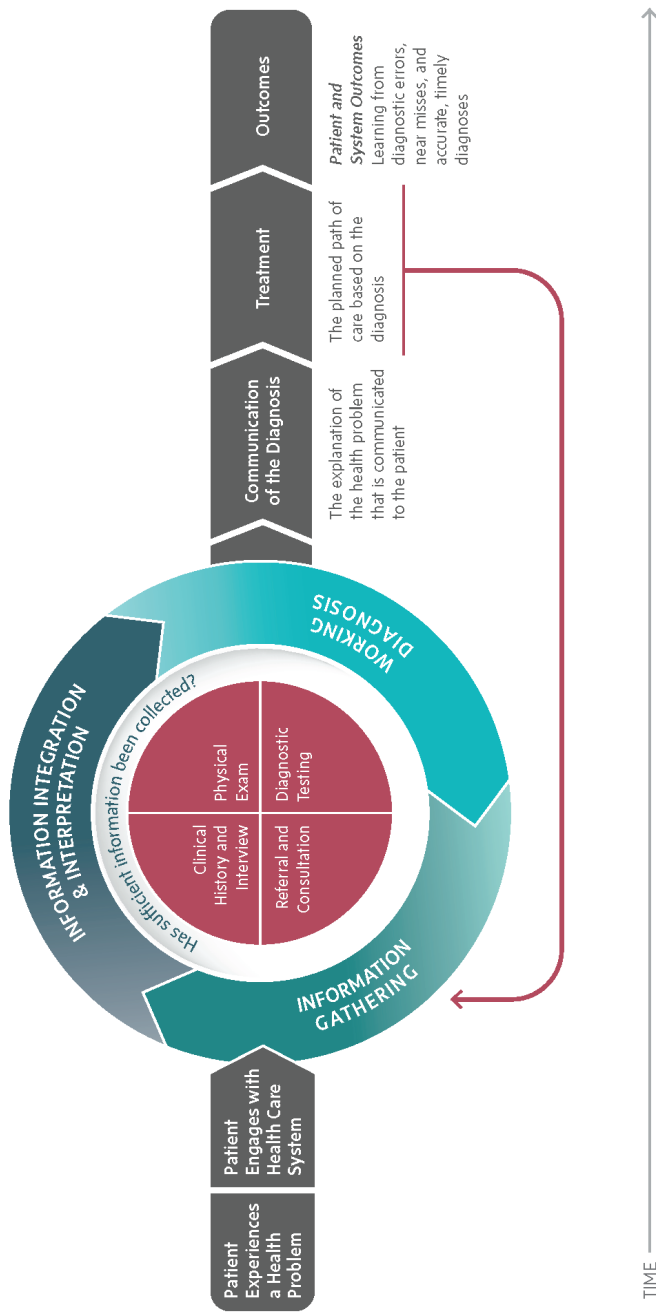 Patient
Experiences
a Health
Problem
Patient
Engages with
Health Care
System
INFORMATION INTEGRATION
& INTERPRETATION
Has sufficient information been collected?
Clinical
History and
Interview
Physical
Exam
Referral and
Consultation
Diagnostic
Testing
INFORMATION
GATHERING
WORKING
DIAGNOSIS
Communication
of the Diagnosis
The explanation of
the health problem
that is communicated
to the patient
Treatment
The planned path of
care based on the
diagnosis
Outcomes
Patient and
System Outcomes
Learning from
diagnostic errors,
near misses, and
accurate, timely
diagnoses
TIME